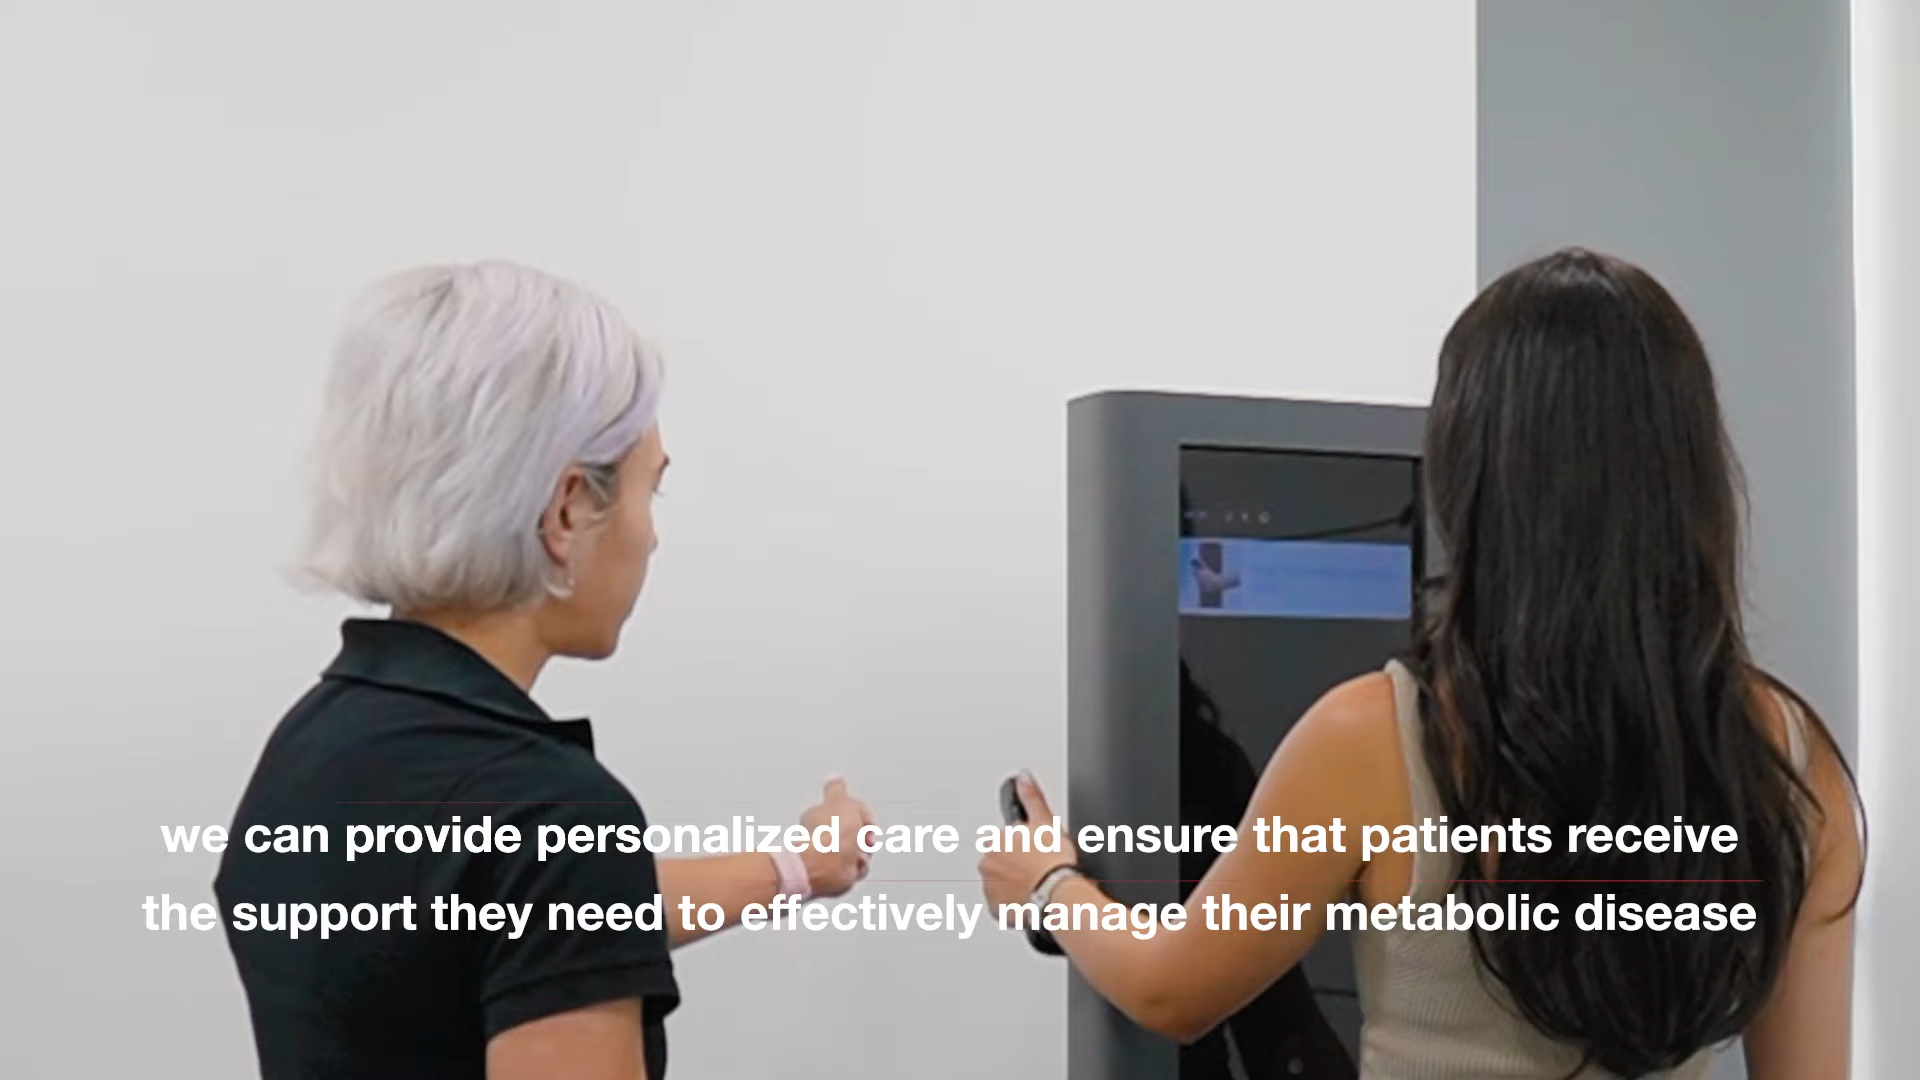 we can provide personalized care and ensure that patients receive
the support they need to effectively manage their metabolic disease